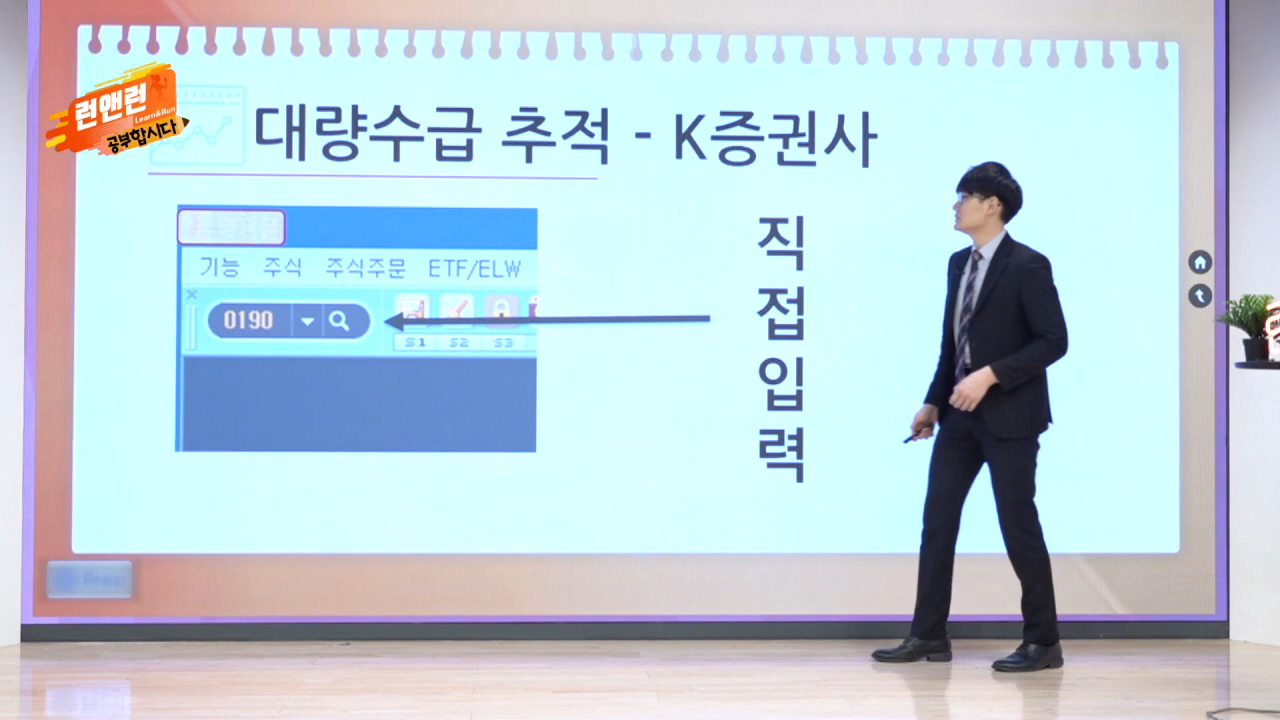 런앤런
Learn&Run
공부합시다
대량수급 추적 - K증권사
기능 주식 주식주문 ETF/ELW
0190
S1 S2 S3
직
접
입
력